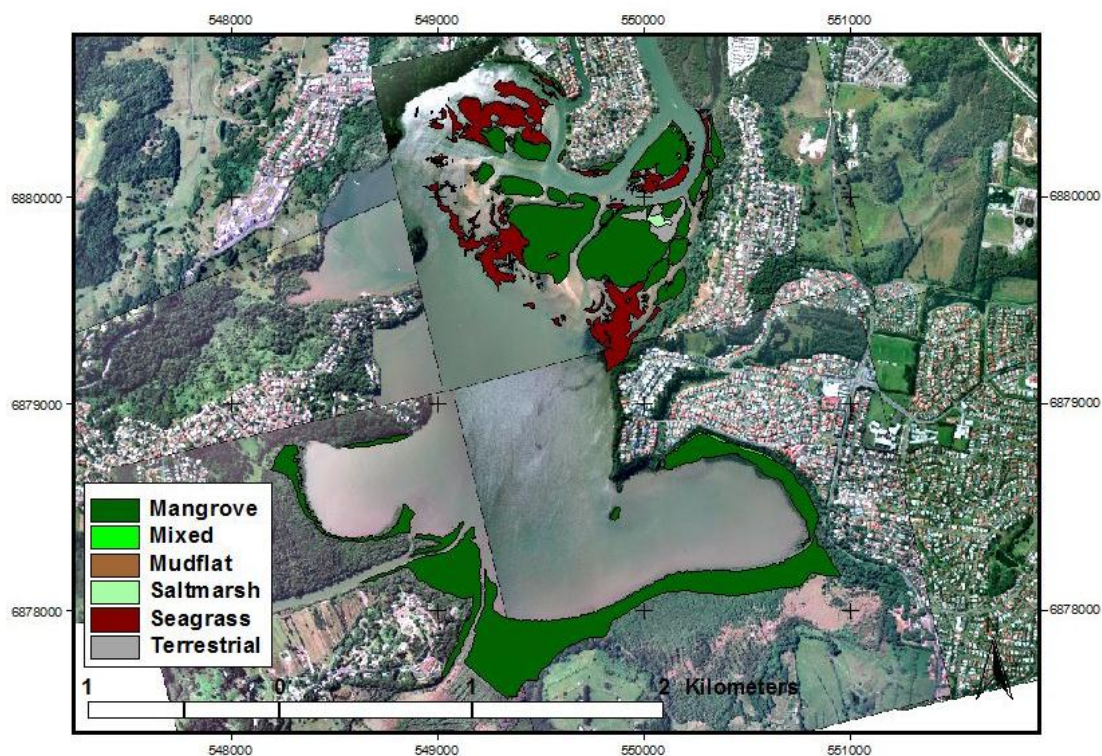 548000 549000 550000 551000
6880000 6880000
6879000 6879000
Mangrove
Mixed
Mudflat
Saltmarsh
Seagrass
Terrestrial
6878000 6878000
1 0 1 2 Kilometers
548000 549000 550000 551000